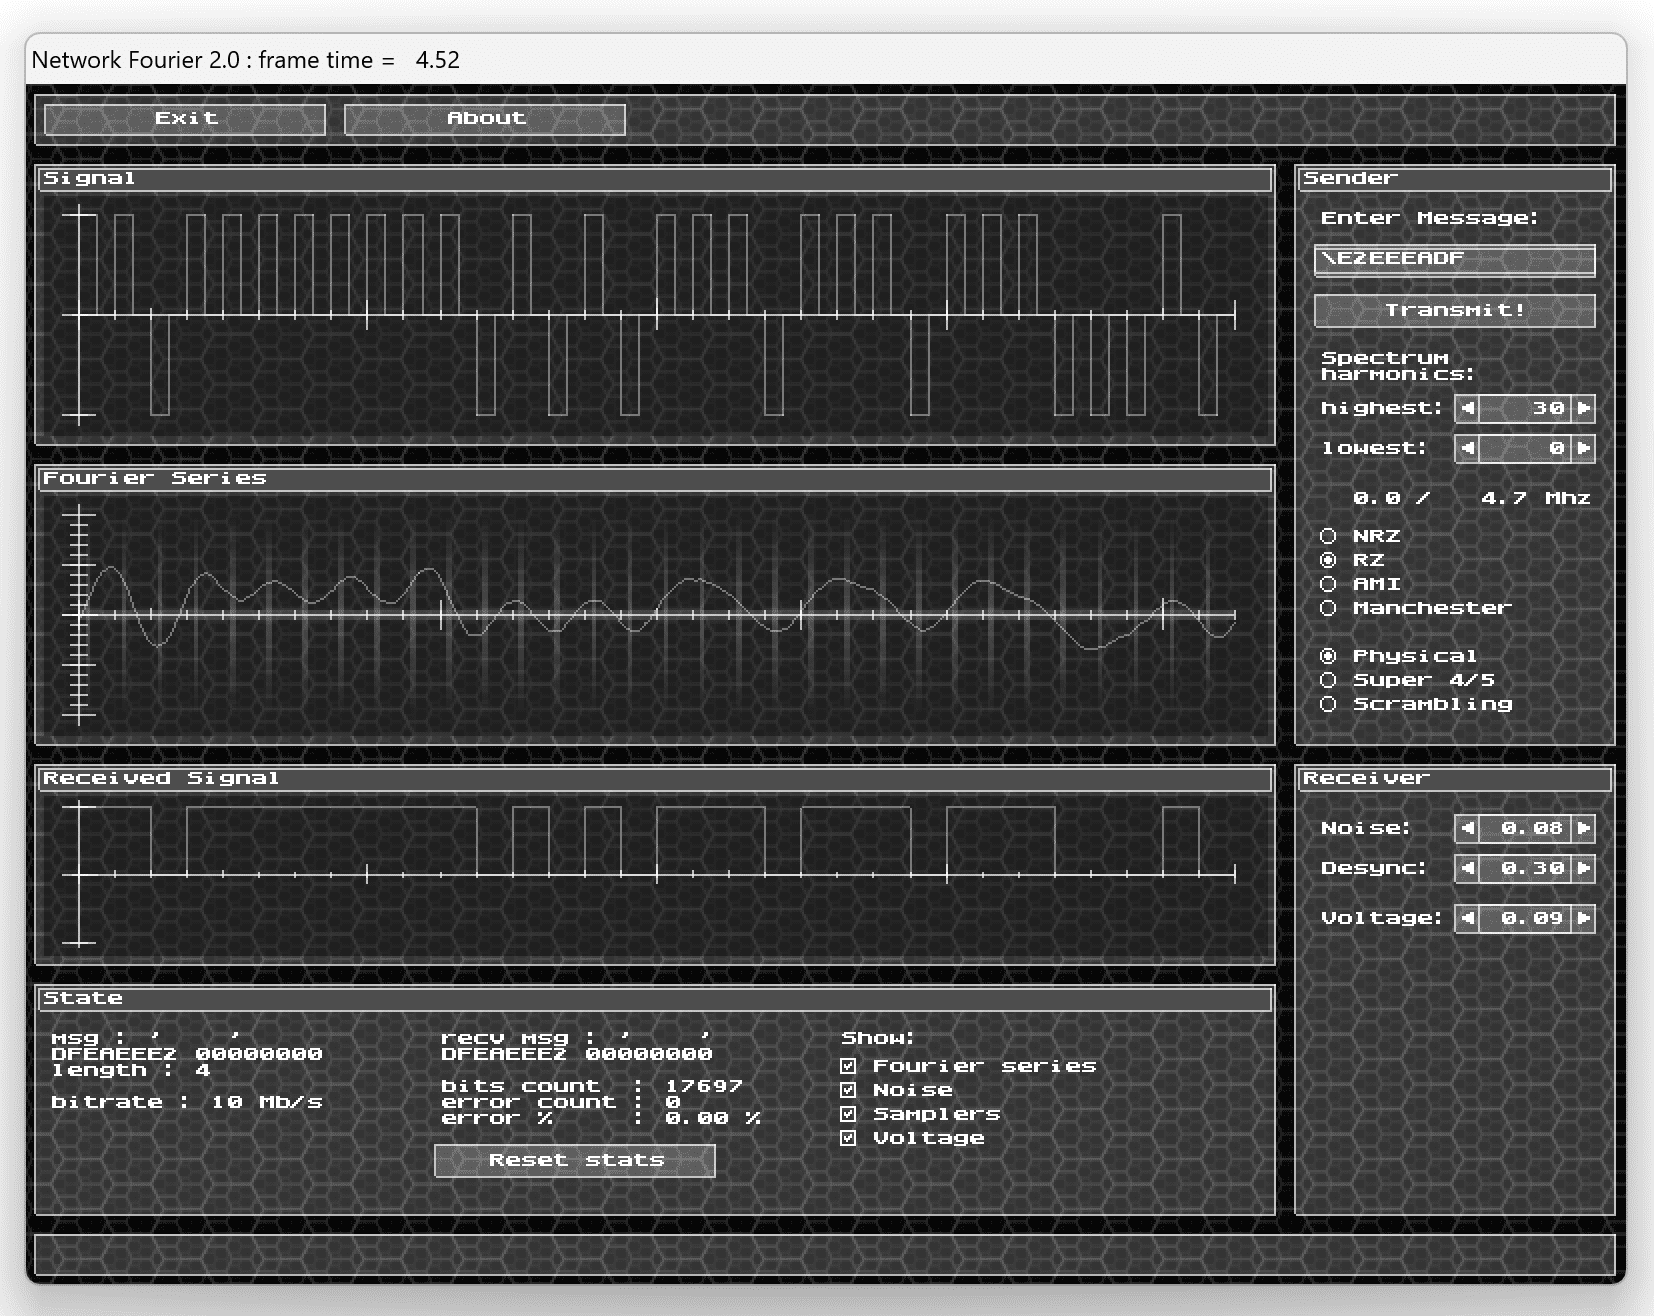 Network Fourier 2.0 : frame time =   4.52
Exit
About
Signal
Sender
Enter Message:
\EZEEEADF
Transmit!
Spectrum
harmonics:
highest: 30
lowest: 0
0.0 /   4.7 Mhz
NRZ
RZ
AMI
Manchester
Physical
Super 4/5
Scrambling
Fourier Series
Received Signal
Receiver
Noise: 0.08
Desync: 0.30
Voltage: 0.09
State
msg : '    '
DFEAEEEZ 00000000
length : 4
bitrate : 10 Mb/s
recv msg : '    '
DFEAEEEZ 00000000
bits count  : 17697
error count : 0
error %     : 0.00 %
Reset stats
Show:
Fourier series
Noise
Samplers
Voltage